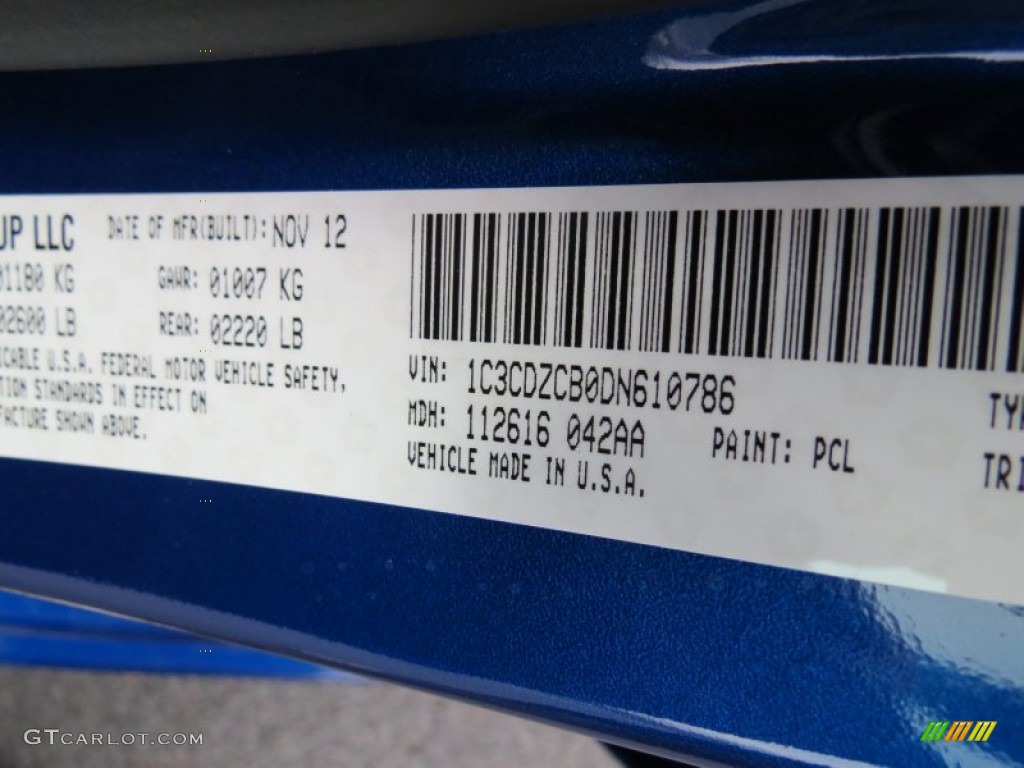 UP LLC DATE OF MFR(BUILT): NOV 12
01180 KG GAWR: 01007 KG
02600 LB REAR: 02220 LB
ICABLE U.S.A. FEDERAL MOTOR VEHICLE SAFETY,
TION STANDARDS IN EFFECT ON
FACTURE SHOWN ABOVE.
VIN: 1C3CDZCB0DN610786
MDH: 112616 042AA PAINT: PCL
VEHICLE MADE IN U.S.A.
TY
TRI
GTCARLOT.COM